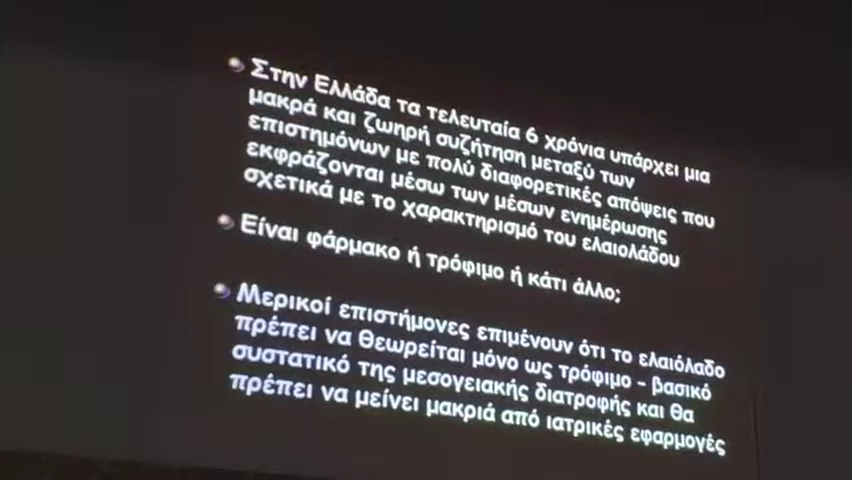 Στην Ελλάδα τα τελευταία 6 χρόνια υπάρχει μια
μακρά και ζωηρή συζήτηση μεταξύ των
επιστημόνων με πολύ διαφορετικές απόψεις που
εκφράζονται μέσω των μέσων ενημέρωσης
σχετικά με το χαρακτηρισμό του ελαιολάδου
Είναι φάρμακο ή τρόφιμο ή κάτι άλλο;
Μερικοί επιστήμονες επιμένουν ότι το ελαιόλαδο
πρέπει να θεωρείται μόνο ως τρόφιμο – βασικό
συστατικό της μεσογειακής διατροφής και θα
πρέπει να μείνει μακριά από ιατρικές εφαρμογές